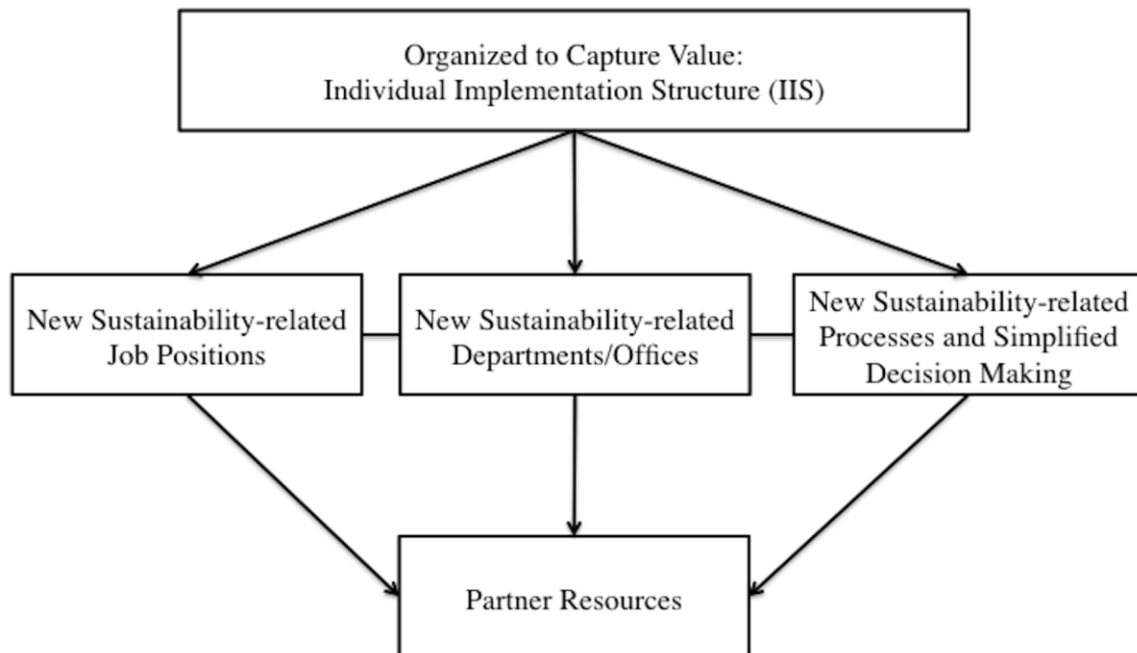 Organized to Capture Value:
Individual Implementation Structure (IIS)
New Sustainability-related
Job Positions
New Sustainability-related
Departments/Offices
New Sustainability-related
Processes and Simplified
Decision Making
Partner Resources